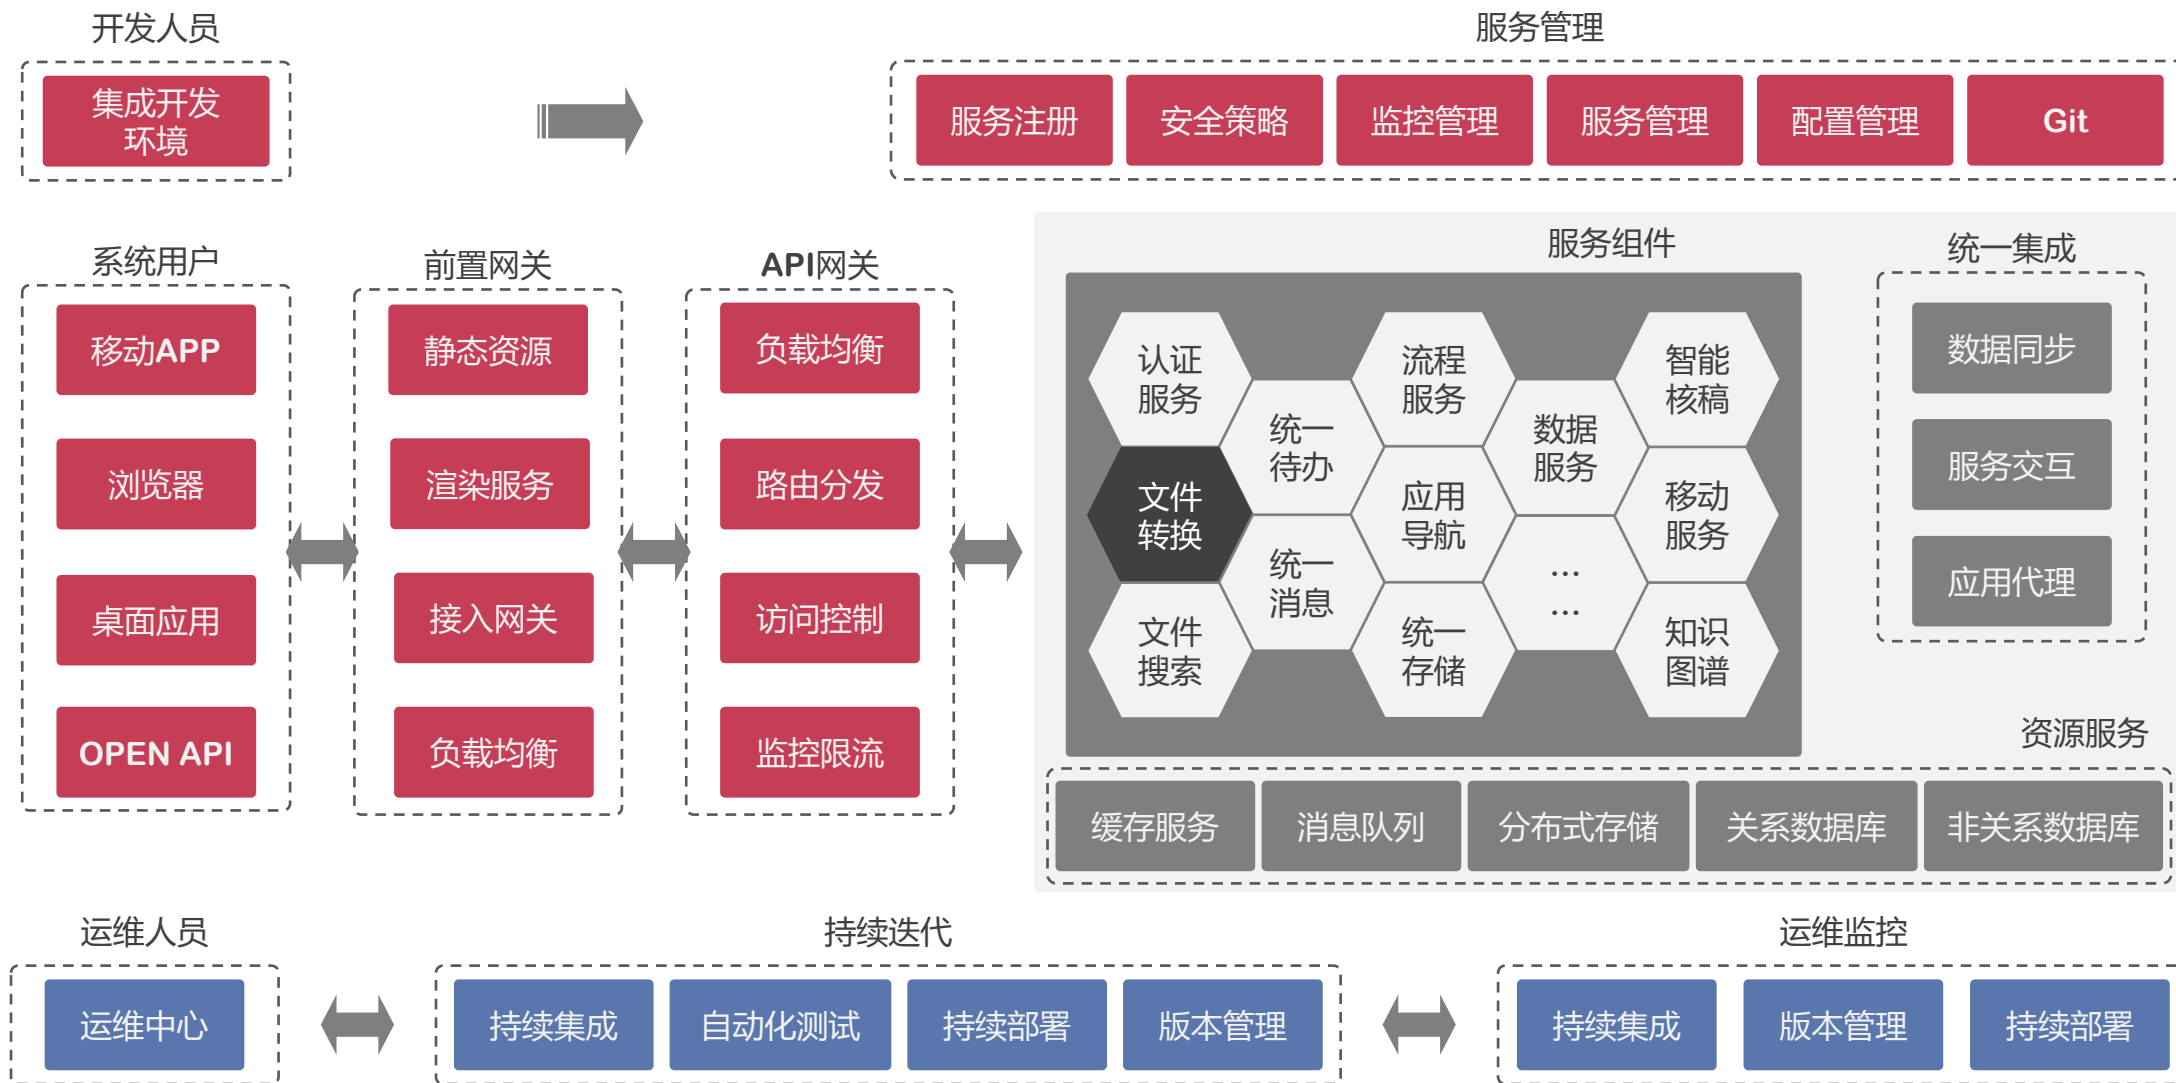 开发人员
集成开发
环境
服务管理
服务注册
安全策略
监控管理
服务管理
配置管理
Git
系统用户
移动APP
浏览器
桌面应用
OPEN API
前置网关
静态资源
渲染服务
接入网关
负载均衡
API网关
负载均衡
路由分发
访问控制
监控限流
服务组件
认证
服务
文件
转换
文件
搜索
统一
待办
统一
消息
流程
服务
应用
导航
统一
存储
数据
服务
...
...
智能
核稿
移动
服务
知识
图谱
统一集成
数据同步
服务交互
应用代理
资源服务
缓存服务
消息队列
分布式存储
关系数据库
非关系数据库
运维人员
运维中心
持续迭代
持续集成
自动化测试
持续部署
版本管理
运维监控
持续集成
版本管理
持续部署